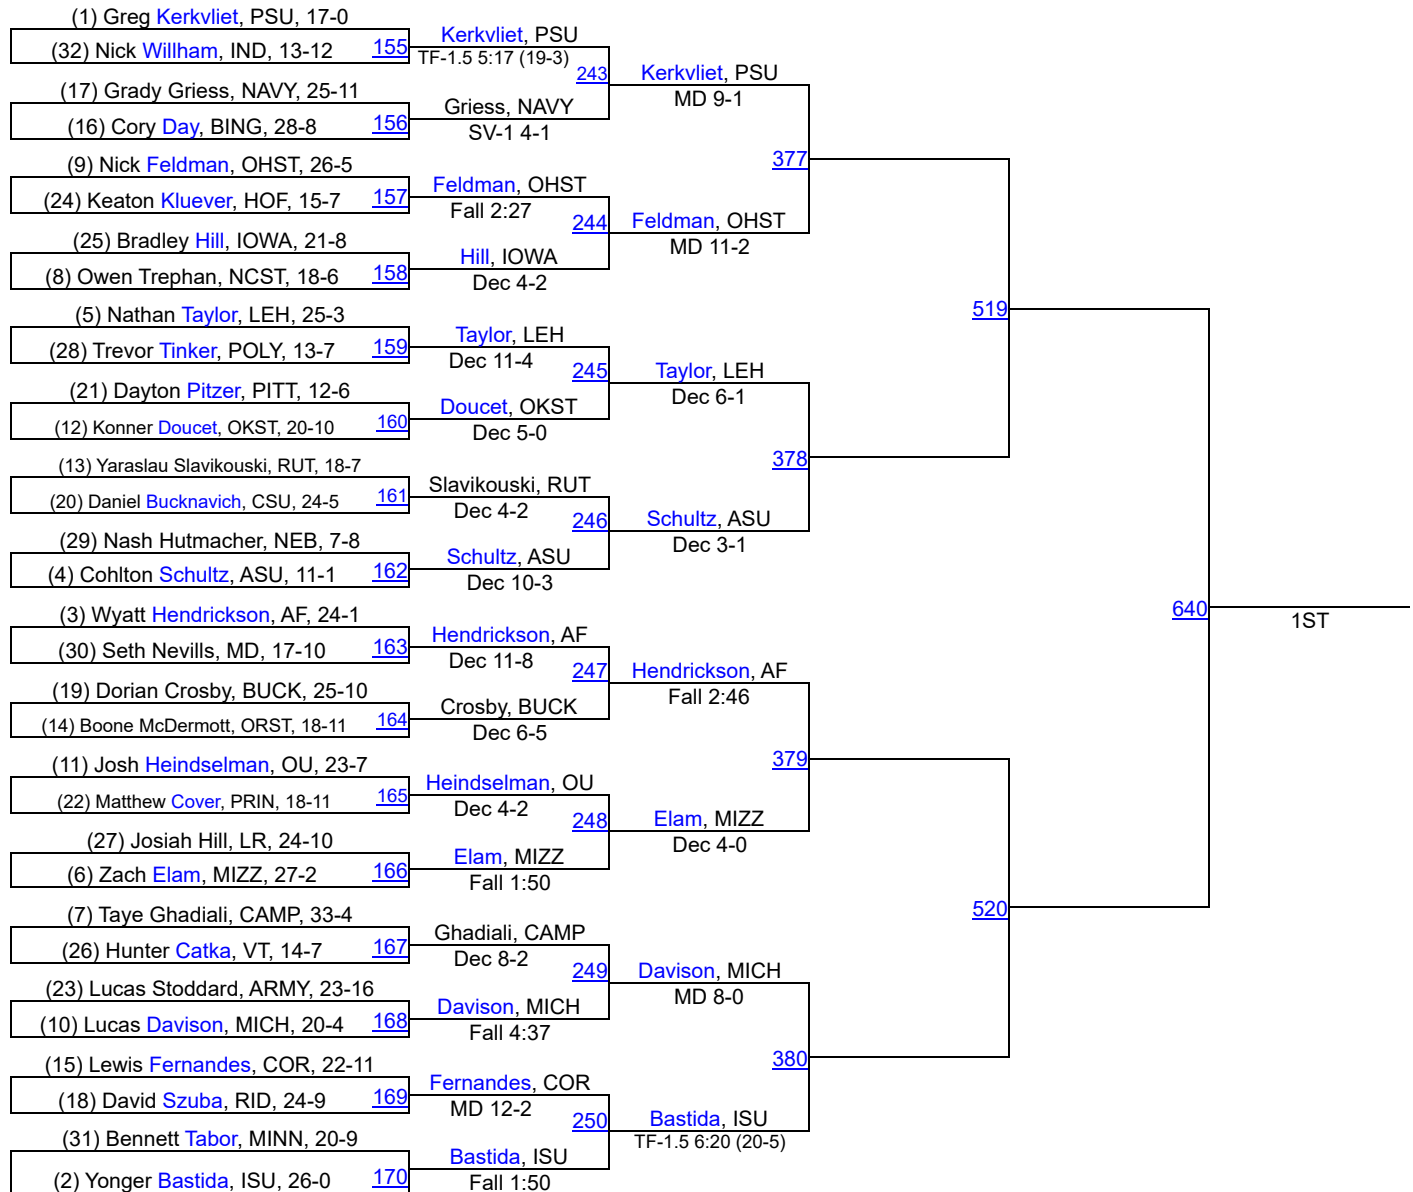 (1) Greg Kerkvliet, PSU, 17-0
(32) Nick Willham, IND, 13-12
155
(17) Grady Griess, NAVY, 25-11
(16) Cory Day, BING, 28-8
156
(9) Nick Feldman, OHST, 26-5
(24) Keaton Kluever, HOF, 15-7
157
(25) Bradley Hill, IOWA, 21-8
(8) Owen Trephan, NCST, 18-6
158
(5) Nathan Taylor, LEH, 25-3
(28) Trevor Tinker, POLY, 13-7
159
(21) Dayton Pitzer, PITT, 12-6
(12) Konner Doucet, OKST, 20-10
160
(13) Yaraslau Slavikouski, RUT, 18-7
(20) Daniel Bucknavich, CSU, 24-5
161
(29) Nash Hutmacher, NEB, 7-8
(4) Cohlton Schultz, ASU, 11-1
162
(3) Wyatt Hendrickson, AF, 24-1
(30) Seth Nevills, MD, 17-10
163
(19) Dorian Crosby, BUCK, 25-10
(14) Boone McDermott, ORST, 18-11
164
(11) Josh Heindselman, OU, 23-7
(22) Matthew Cover, PRIN, 18-11
165
(27) Josiah Hill, LR, 24-10
(6) Zach Elam, MIZZ, 27-2
166
(7) Taye Ghadiali, CAMP, 33-4
(26) Hunter Catka, VT, 14-7
167
(23) Lucas Stoddard, ARMY, 23-16
(10) Lucas Davison, MICH, 20-4
168
(15) Lewis Fernandes, COR, 22-11
(18) David Szuba, RID, 24-9
169
(31) Bennett Tabor, MINN, 20-9
(2) Yonger Bastida, ISU, 26-0
170
Kerkvliet, PSU
TF-1.5 5:17 (19-3)
243
Griess, NAVY
SV-1 4-1
Feldman, OHST
Fall 2:27
244
Hill, IOWA
Dec 4-2
Taylor, LEH
Dec 11-4
245
Doucet, OKST
Dec 5-0
Slavikouski, RUT
Dec 4-2
246
Schultz, ASU
Dec 10-3
Hendrickson, AF
Dec 11-8
247
Crosby, BUCK
Dec 6-5
Heindselman, OU
Dec 4-2
248
Elam, MIZZ
Fall 1:50
Ghadiali, CAMP
Dec 8-2
249
Davison, MICH
Fall 4:37
Fernandes, COR
MD 12-2
250
Bastida, ISU
Fall 1:50
Kerkvliet, PSU
MD 9-1
377
Feldman, OHST
MD 11-2
Taylor, LEH
Dec 6-1
378
Schultz, ASU
Dec 3-1
Hendrickson, AF
Fall 2:46
379
Elam, MIZZ
Dec 4-0
Davison, MICH
MD 8-0
380
Bastida, ISU
TF-1.5 6:20 (20-5)
519
520
640
1ST